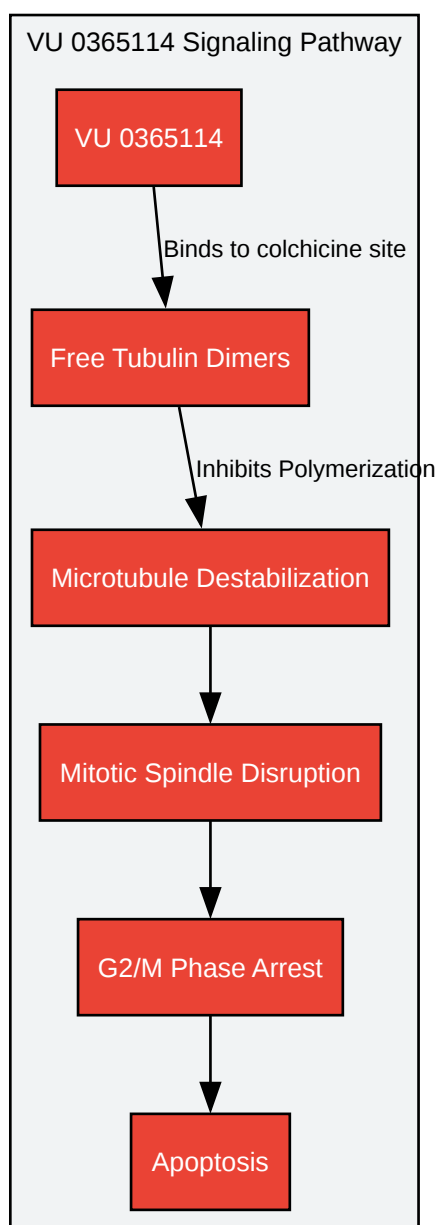 VU 0365114 Signaling Pathway
VU 0365114
Binds to colchicine site
Free Tubulin Dimers
Inhibits Polymerization
Microtubule Destabilization
Mitotic Spindle Disruption
G2/M Phase Arrest
Apoptosis